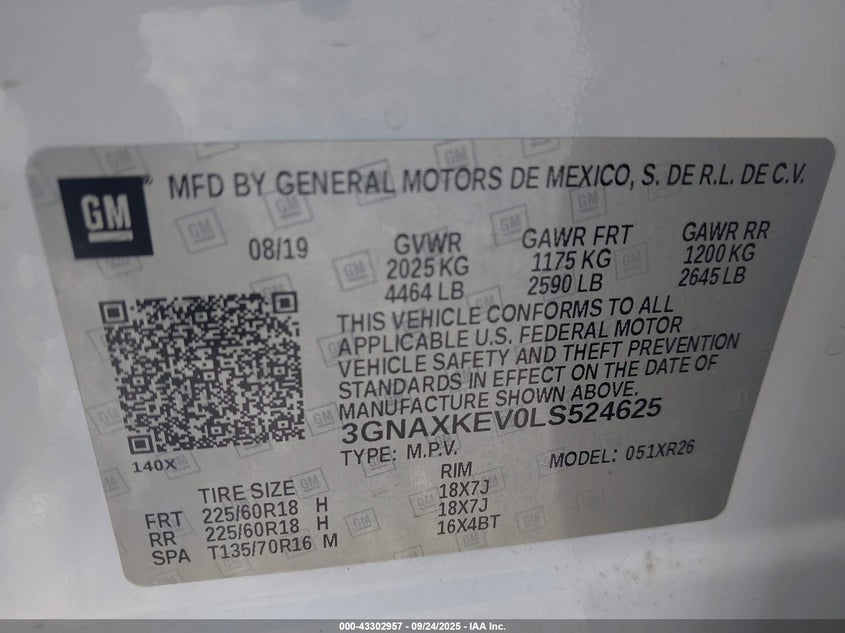 GM
MFD BY GENERAL MOTORS DE MEXICO, S. DE R.L. DE C.V.
08/19 GVWR GAWR FRT GAWR RR
2025 KG 1175 KG 1200 KG
4464 LB 2590 LB 2645 LB
THIS VEHICLE CONFORMS TO ALL
APPLICABLE U.S. FEDERAL MOTOR
VEHICLE SAFETY AND THEFT PREVENTION
STANDARDS IN EFFECT ON THE DATE OF
MANUFACTURE SHOWN ABOVE.
3GNAXKEV0LS524625
140X TYPE: M.P.V. MODEL: 051XR26
TIRE SIZE RIM
FRT 225/60R18 H 18X7J
RR 225/60R18 H 18X7J
SPA T135/70R16 M 16X4BT
000-43302957 - 09/24/2025 - IAA Inc.